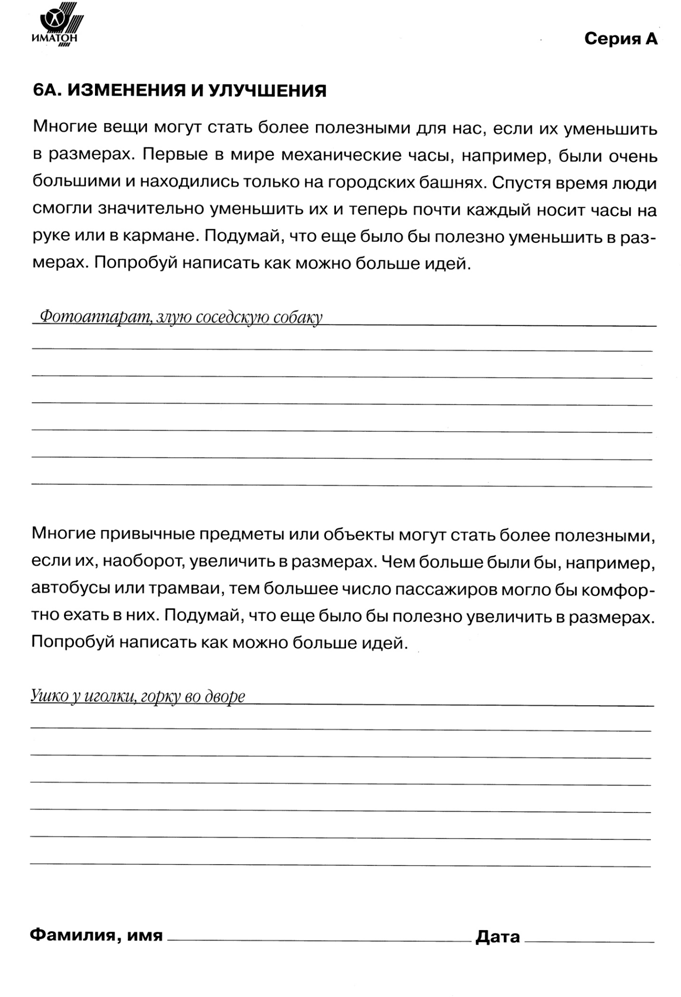 ИМАТОН
Серия А
6А. ИЗМЕНЕНИЯ И УЛУЧШЕНИЯ
Многие вещи могут стать более полезными для нас, если их уменьшить
в размерах. Первые в мире механические часы, например, были очень
большими и находились только на городских башнях. Спустя время люди
смогли значительно уменьшить их и теперь почти каждый носит часы на
руке или в кармане. Подумай, что еще было бы полезно уменьшить в раз-
мерах. Попробуй написать как можно больше идей.
Фотоаппарат, злую соседскую собаку
Многие привычные предметы или объекты могут стать более полезными,
если их, наоборот, увеличить в размерах. Чем больше были бы, например,
автобусы или трамваи, тем большее число пассажиров могло бы комфор-
тно ехать в них. Подумай, что еще было бы полезно увеличить в размерах.
Попробуй написать как можно больше идей.
Ушко у иголки, горку во дворе
Фамилия, имя Дата